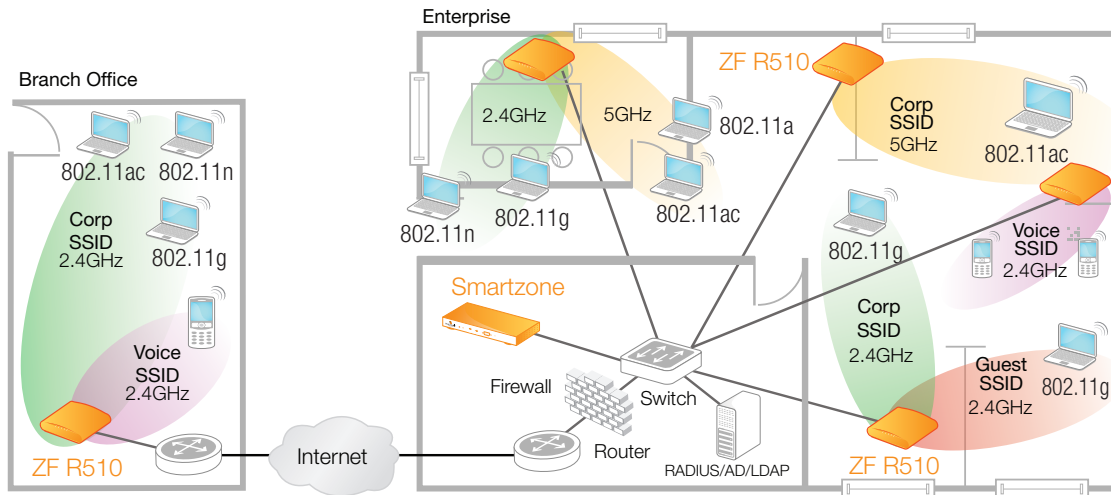 Branch Office
802.11ac
802.11n
Corp
SSID
2.4GHz
802.11g
Voice
SSID
2.4GHz
ZF R510
Internet
Enterprise
2.4GHz
5GHz
802.11a
802.11n
802.11g
802.11ac
ZF R510
Corp
SSID
5GHz
802.11ac
802.11g
Voice
SSID
2.4GHz
Smartzone
Firewall
Switch
Router
RADIUS/AD/LDAP
Corp
SSID
2.4GHz
Guest
SSID
2.4GHz
802.11g
ZF R510